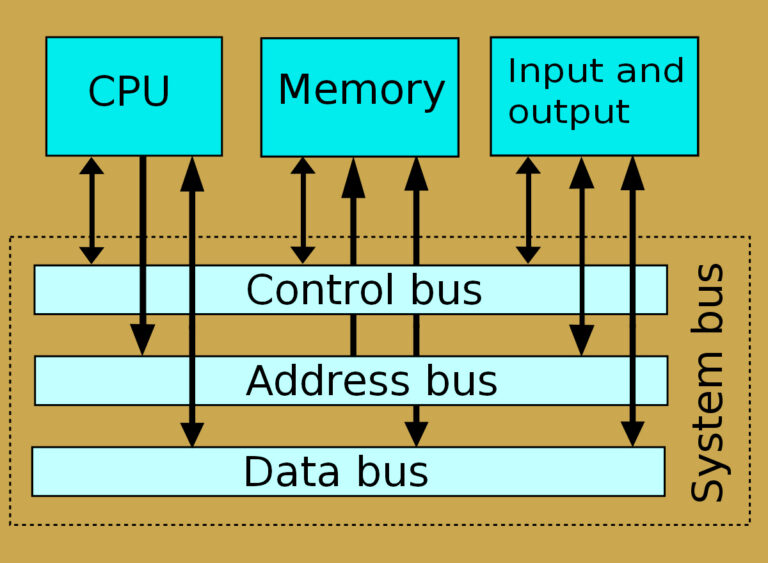 CPU
Memory
Input and
output
Control bus
Address bus
Data bus
System bus